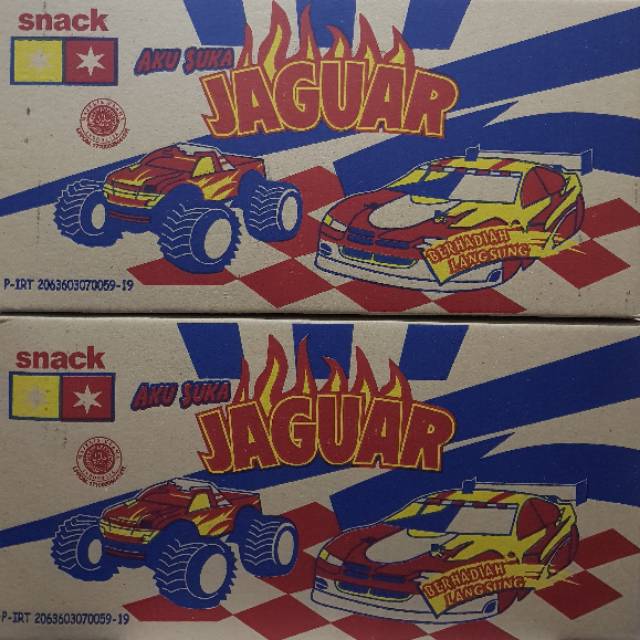 snack
AKU SUKA
JAGUAR
BERHADIAH
LANGSUNG
P-IRT 2063603070059-19
snack
AKU SUKA
JAGUAR
BERHADIAH
LANGSUNG
P-IRT 2063603070059-19